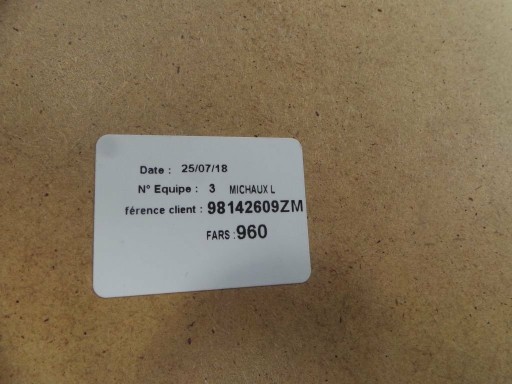 Date : 25/07/18
N° Equipe : 3 MICHAUX L
férence client : 98142609ZM
FARS : 960